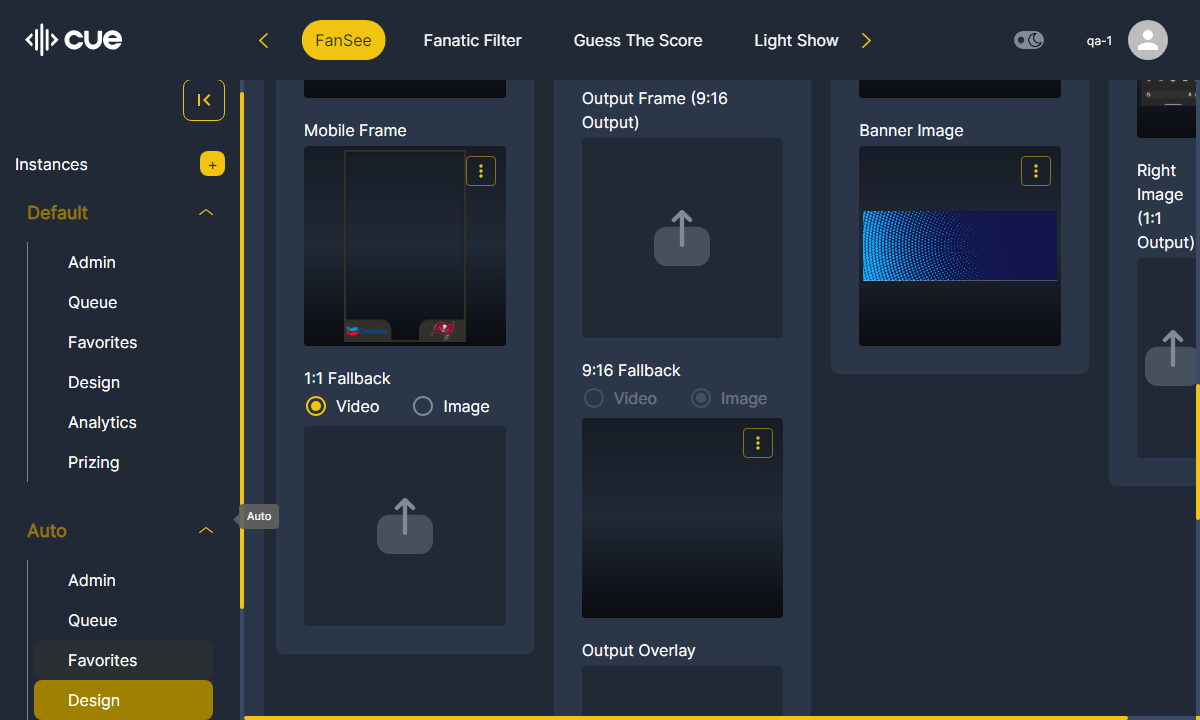 cue
FanSee
Fanatic Filter
Guess The Score
Light Show
qa-1
Instances
+
Default
Admin
Queue
Favorites
Design
Analytics
Prizing
Auto
Admin
Queue
Favorites
Design
Auto
Mobile Frame
1:1 Fallback
Video
Image
Output Frame (9:16
Output)
9:16 Fallback
Video
Image
Output Overlay
Banner Image
Right
Image
(1:1
Output)